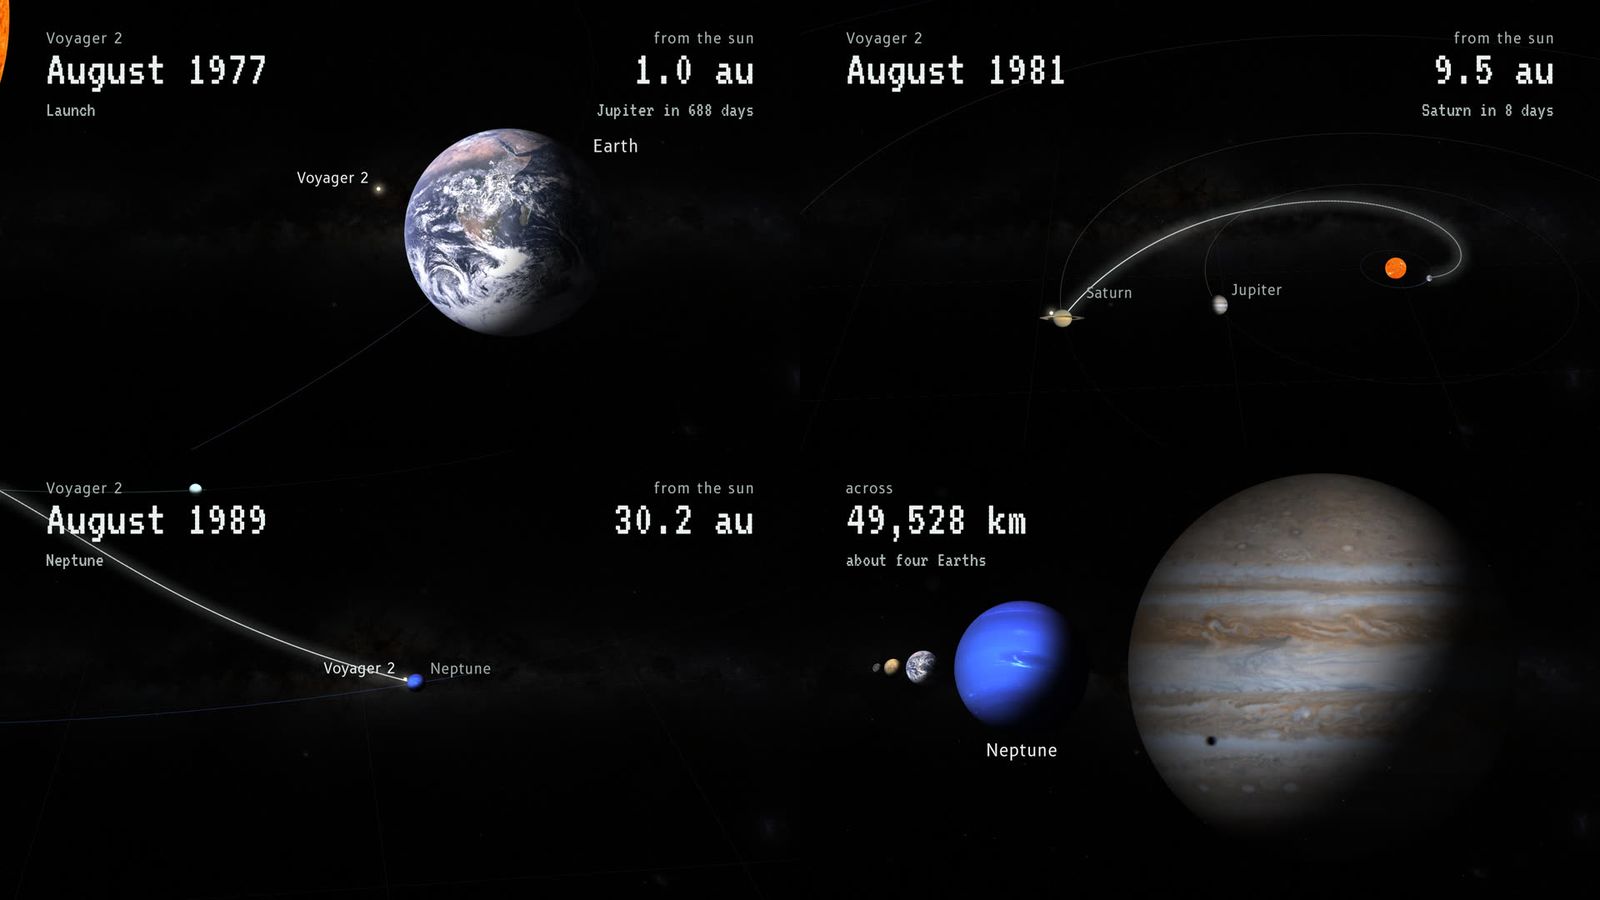 Voyager 2
August 1977
Launch
from the sun
1.0 au
Jupiter in 688 days
Earth
Voyager 2
Voyager 2
August 1981
from the sun
9.5 au
Saturn in 8 days
Saturn
Jupiter
Voyager 2
August 1989
Neptune
from the sun
30.2 au
Voyager 2
Neptune
across
49,528 km
about four Earths
Neptune